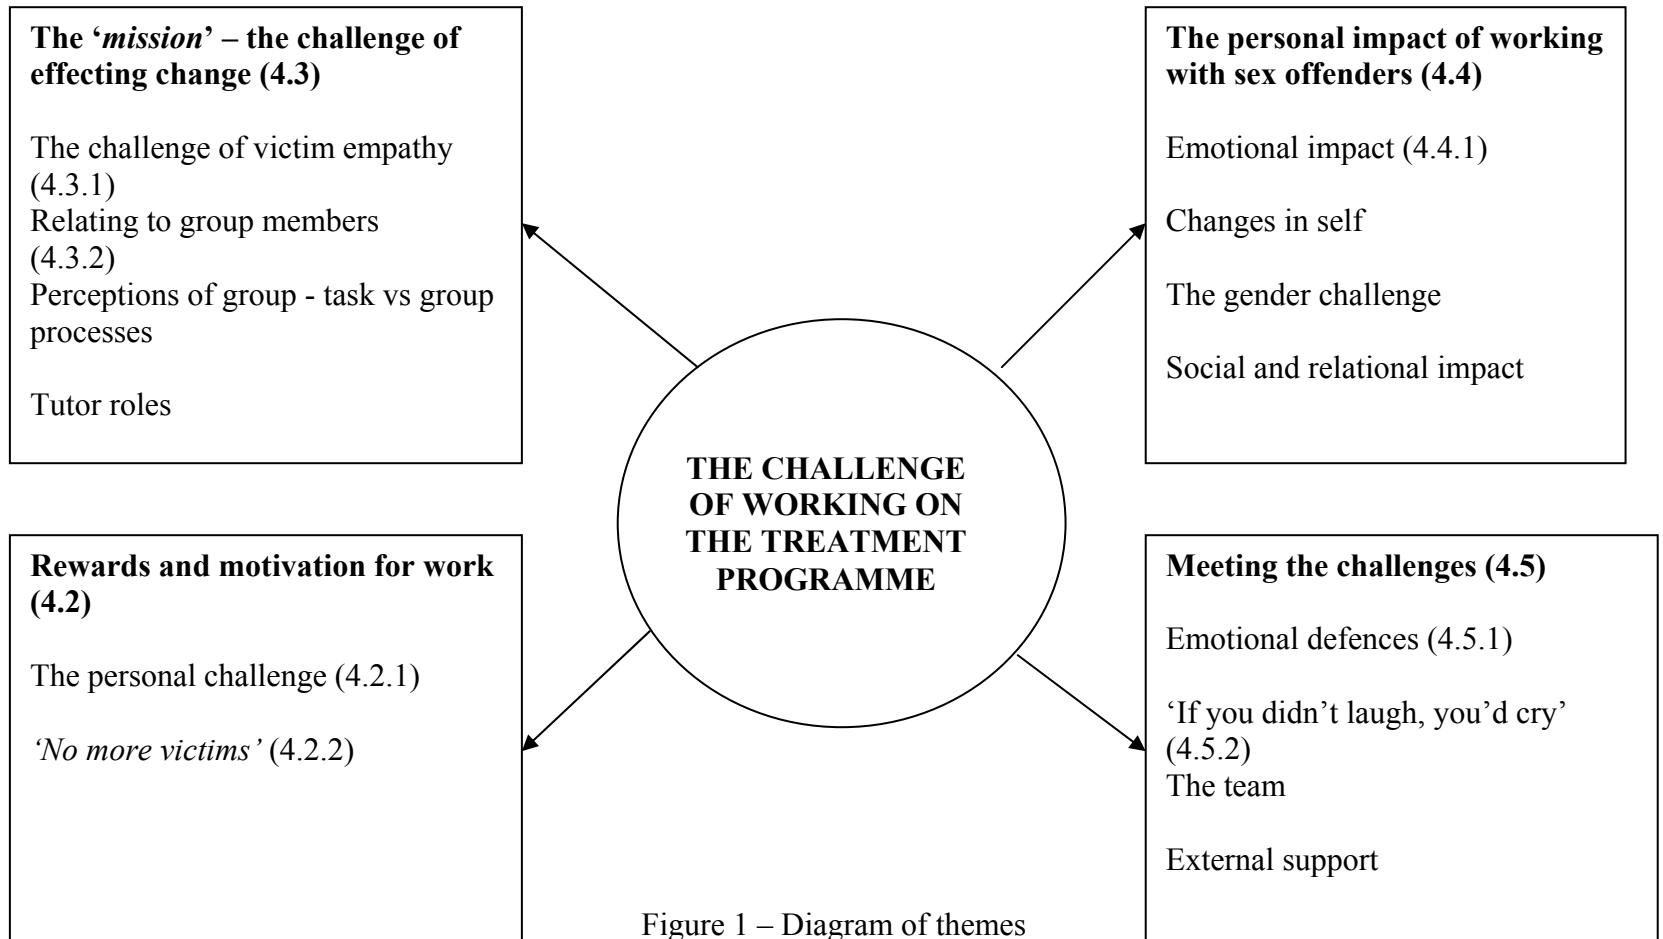 The ‘mission’ – the challenge of
effecting change (4.3)
The challenge of victim empathy
(4.3.1)
Relating to group members
(4.3.2)
Perceptions of group - task vs group
processes
Tutor roles
The personal impact of working
with sex offenders (4.4)
Emotional impact (4.4.1)
Changes in self
The gender challenge
Social and relational impact
THE CHALLENGE
OF WORKING ON
THE TREATMENT
PROGRAMME
Rewards and motivation for work
(4.2)
The personal challenge (4.2.1)
‘No more victims’ (4.2.2)
Meeting the challenges (4.5)
Emotional defences (4.5.1)
‘If you didn’t laugh, you’d cry’
(4.5.2)
The team
External support
Figure 1 – Diagram of themes